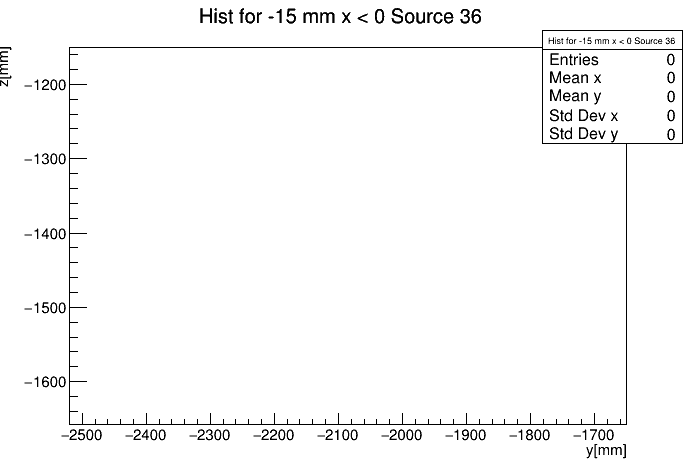 Hist for -15 mm x < 0 Source 36
Hist for -15 mm x < 0 Source 36
Entries 0
Mean x 0
Mean y 0
Std Dev x 0
Std Dev y 0
z[mm]
−1200
−1300
−1400
−1500
−1600
−2500 −2400 −2300 −2200 −2100 −2000 −1900 −1800 −1700
y[mm]